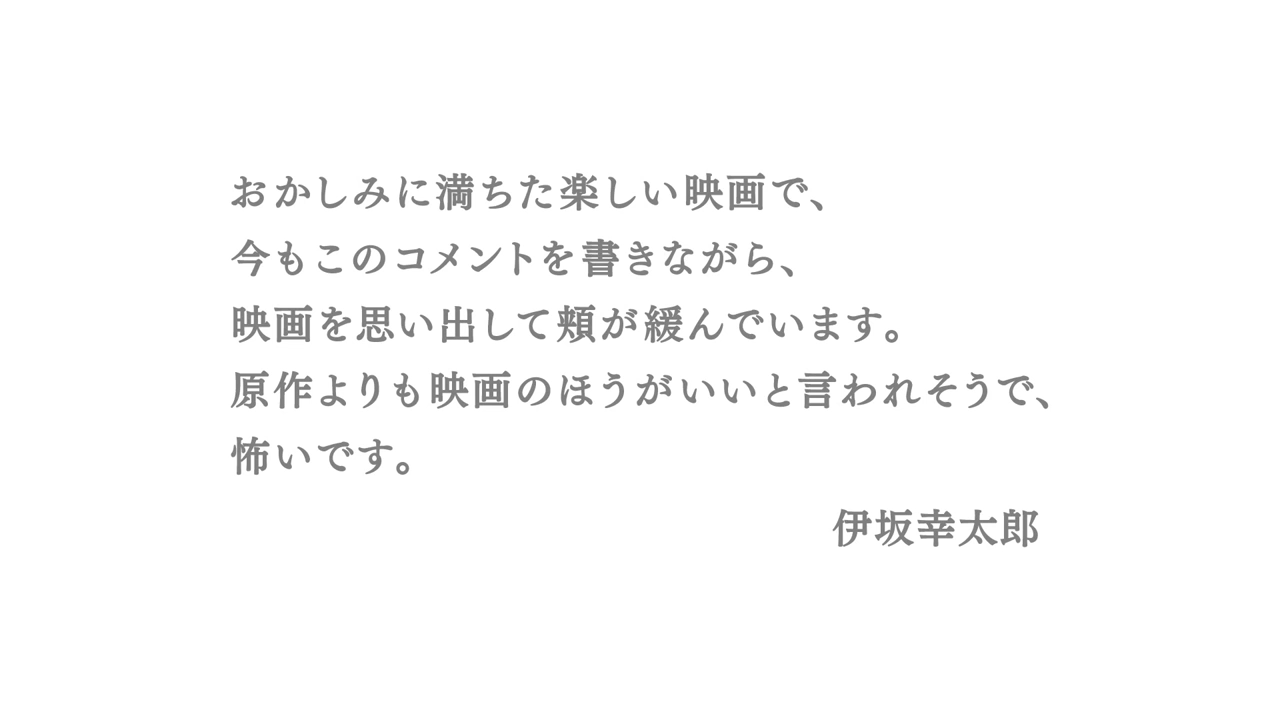 おかしみに満ちた楽しい映画で、
今もこのコメントを書きながら、
映画を思い出して頬が緩んでいます。
原作よりも映画のほうがいいと言われそうで、
怖いです。
伊坂幸太郎